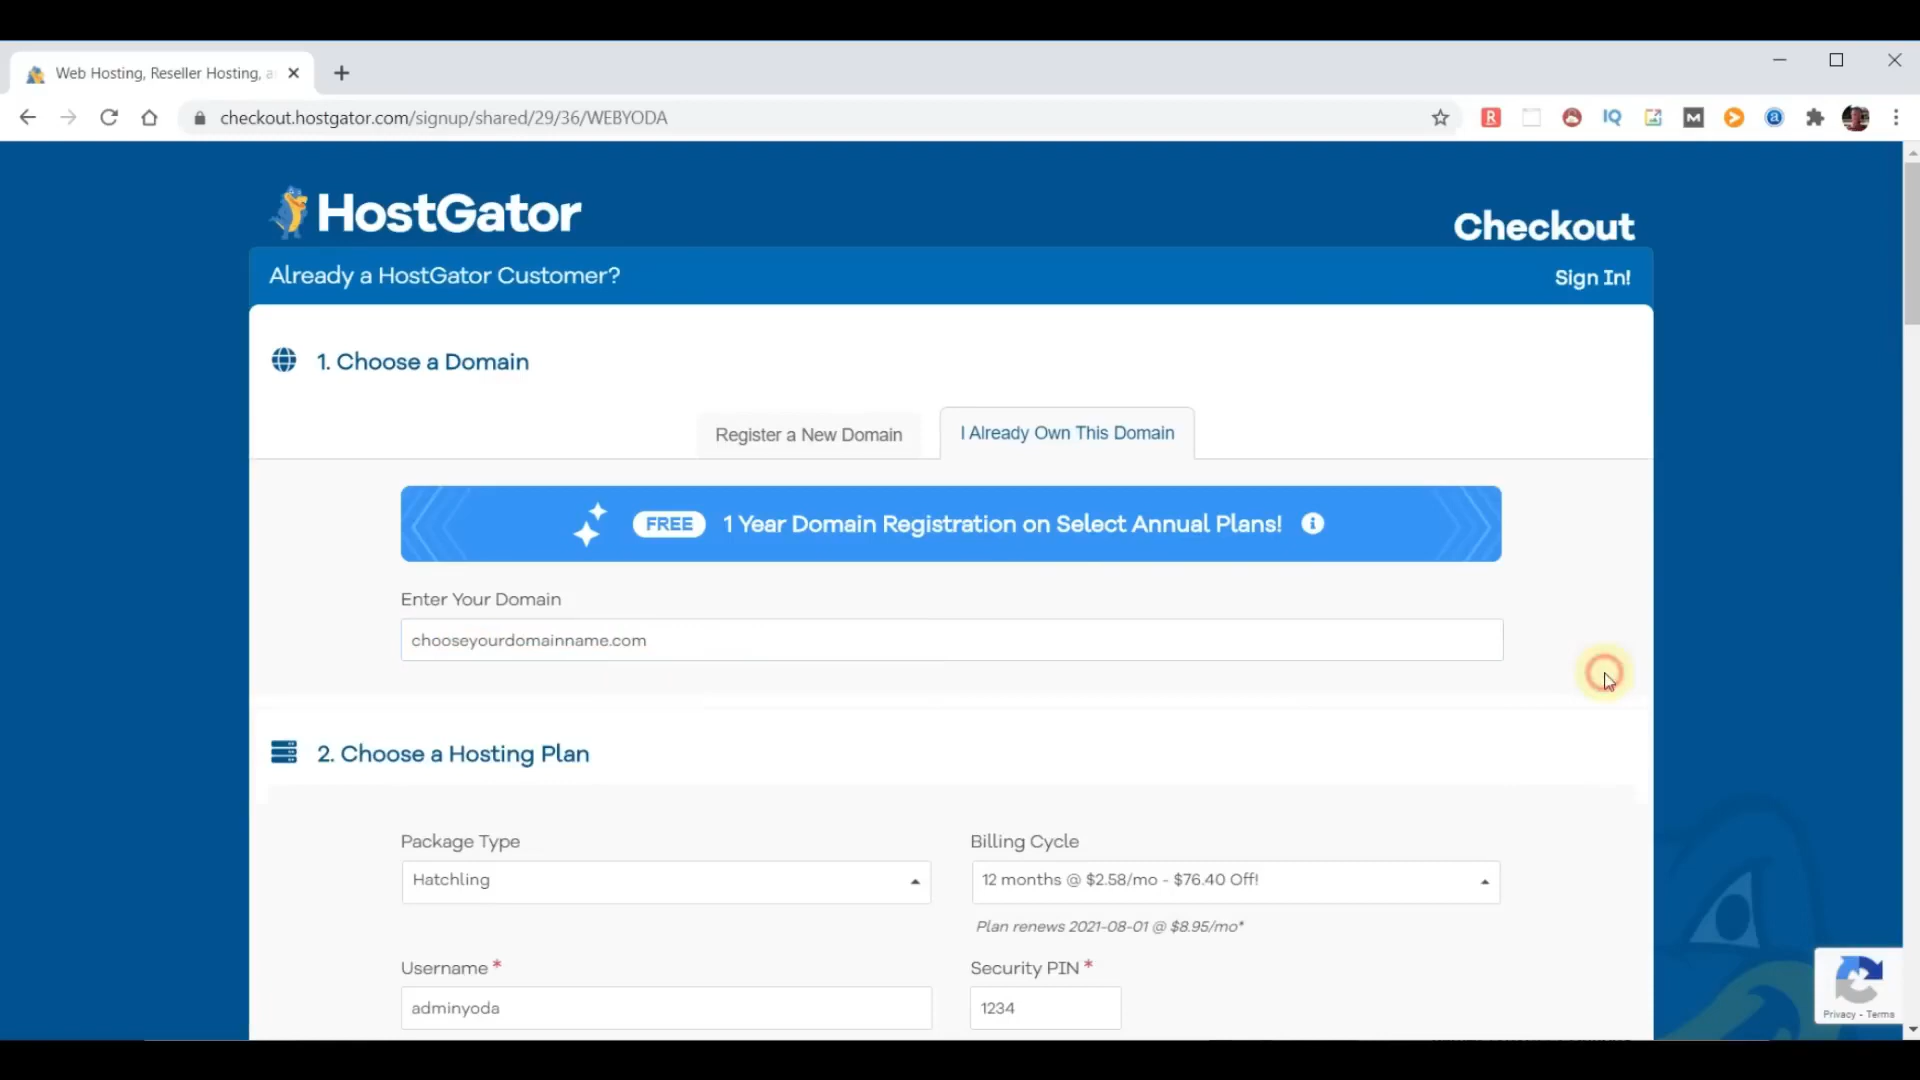 Web Hosting, Reseller Hosting, a
checkout.hostgator.com/signup/shared/29/36/WEBYODA
R
IQ
M
a
HostGator
Checkout
Already a HostGator Customer?
Sign In!
1. Choose a Domain
Register a New Domain
I Already Own This Domain
FREE 1 Year Domain Registration on Select Annual Plans! i
Enter Your Domain
chooseyourdomainname.com
2. Choose a Hosting Plan
Package Type
Billing Cycle
Hatchling
12 months @ $2.58/mo - $76.40 Off!
Plan renews 2021-08-01 @ $8.95/mo*
Username *
Security PIN *
adminyoda
1234
Privacy - Terms